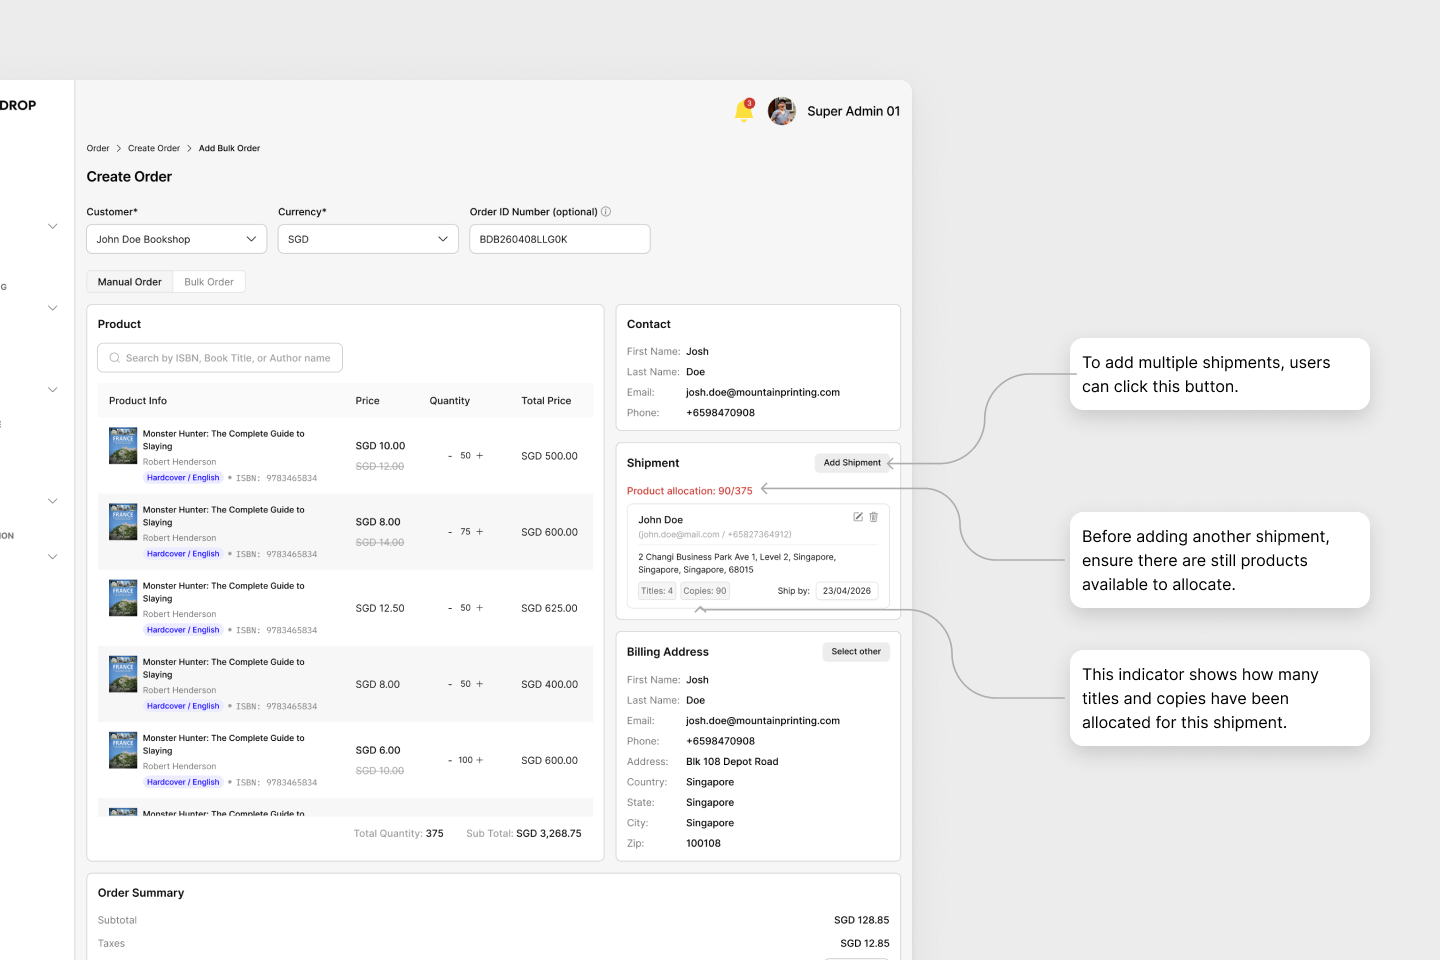 DROP
3
Super Admin 01
Order > Create Order > Add Bulk Order
Create Order
Customer*
Currency*
Order ID Number (optional)
John Doe Bookshop
SGD
BDB260408LLG0K
Manual Order
Bulk Order
G
ION
Product
Search by ISBN, Book Title, or Author name
Product Info Price Quantity Total Price
Monster Hunter: The Complete Guide to
Slaying
Robert Henderson
Hardcover / English • ISBN: 9783465834
SGD 10.00
SGD 12.00
- 50 +
SGD 500.00
Monster Hunter: The Complete Guide to
Slaying
Robert Henderson
Hardcover / English • ISBN: 9783465834
SGD 8.00
SGD 14.00
- 75 +
SGD 600.00
Monster Hunter: The Complete Guide to
Slaying
Robert Henderson
Hardcover / English • ISBN: 9783465834
SGD 12.50
- 50 +
SGD 625.00
Monster Hunter: The Complete Guide to
Slaying
Robert Henderson
Hardcover / English • ISBN: 9783465834
SGD 8.00
- 50 +
SGD 400.00
Monster Hunter: The Complete Guide to
Slaying
Robert Henderson
Hardcover / English • ISBN: 9783465834
SGD 6.00
SGD 10.00
- 100 +
SGD 600.00
Monster Hunter: The Complete Guide to
Total Quantity: 375 Sub Total: SGD 3,268.75
Contact
First Name: Josh
Last Name: Doe
Email: josh.doe@mountainprinting.com
Phone: +6598470908
Shipment
Add Shipment
Product allocation: 90/375
John Doe
(john.doe@mail.com / +65827364912)
2 Changi Business Park Ave 1, Level 2, Singapore,
Singapore, Singapore, 68015
Titles: 4 Copies: 90 Ship by: 23/04/2026
Billing Address
Select other
First Name: Josh
Last Name: Doe
Email: josh.doe@mountainprinting.com
Phone: +6598470908
Address: Blk 108 Depot Road
Country: Singapore
State: Singapore
City: Singapore
Zip: 100108
Order Summary
Subtotal SGD 128.85
Taxes SGD 12.85
To add multiple shipments, users
can click this button.
Before adding another shipment,
ensure there are still products
available to allocate.
This indicator shows how many
titles and copies have been
allocated for this shipment.